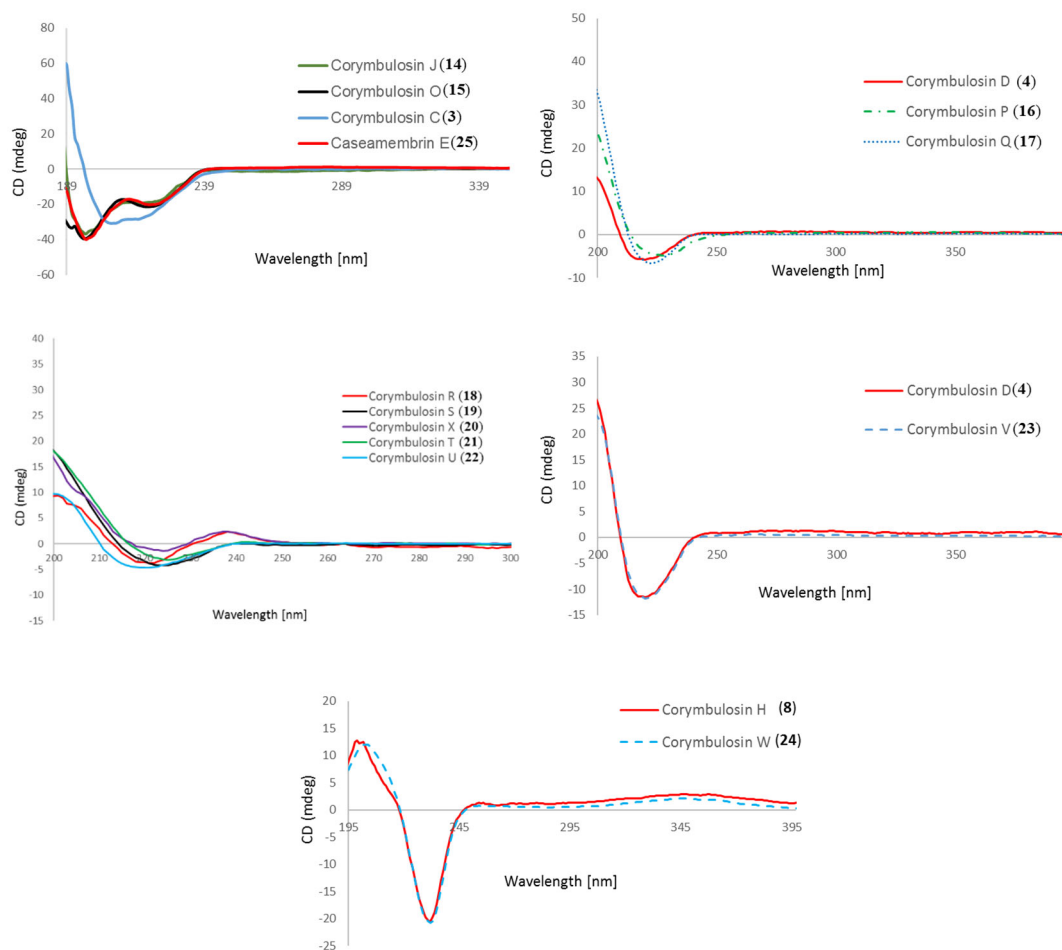 80
60
40
20
0
-20
-40
-60
CD (mdeg)
189
239
289
339
Wavelength [nm]
Corymbulosin J (14)
Corymbulosin O (15)
Corymbulosin C (3)
Caseamembrin E (25)
50
40
30
20
10
0
-10
CD (mdeg)
200
250
300
350
Wavelength [nm]
Corymbulosin D (4)
Corymbulosin P (16)
Corymbulosin Q (17)
40
35
30
25
20
15
10
5
0
-5
-10
-15
CD (mdeg)
200
210
220
230
240
250
260
270
280
290
300
Wavelength [nm]
Corymbulosin R (18)
Corymbulosin S (19)
Corymbulosin X (20)
Corymbulosin T (21)
Corymbulosin U (22)
35
30
25
20
15
10
5
0
-5
-10
-15
CD (mdeg)
200
250
300
350
Wavelength [nm]
Corymbulosin D (4)
Corymbulosin V (23)
20
15
10
5
0
-5
-10
-15
-20
-25
CD (mdeg)
195
245
295
345
395
Wavelength [nm]
Corymbulosin H (8)
Corymbulosin W (24)